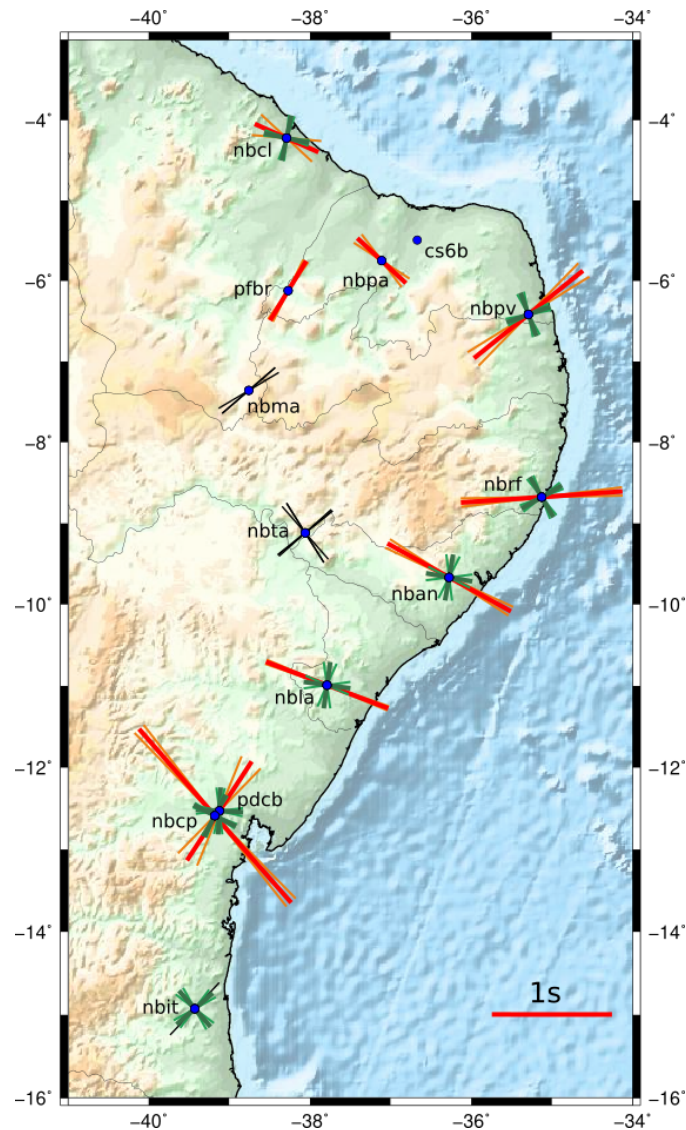 −40˚ −38˚ −36˚ −34˚
−4˚ −4˚
nbcl
cs6b
nbpa
−6˚ −6˚
pfbr
nbpv
nbma
−8˚ −8˚
nbrf
nbta
nban
−10˚ −10˚
nbla
−12˚ −12˚
pdcb
nbcp
−14˚ −14˚
1s
nbit
−16˚ −16˚
−40˚ −38˚ −36˚ −34˚